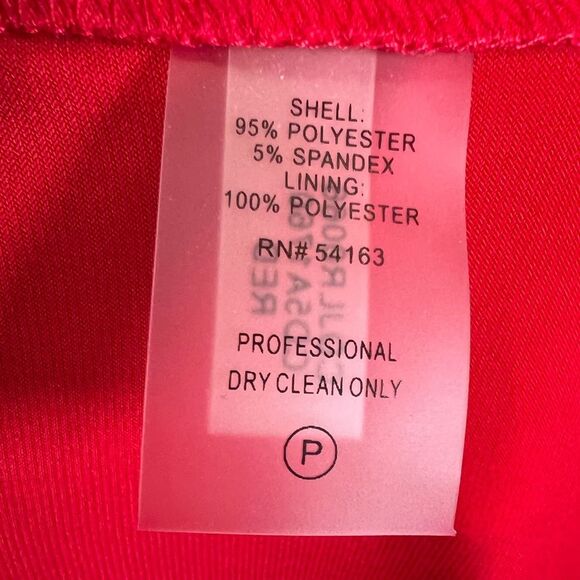 SHELL:
95% POLYESTER
5% SPANDEX
LINING:
100% POLYESTER
RN# 54163
PROFESSIONAL
DRY CLEAN ONLY
P